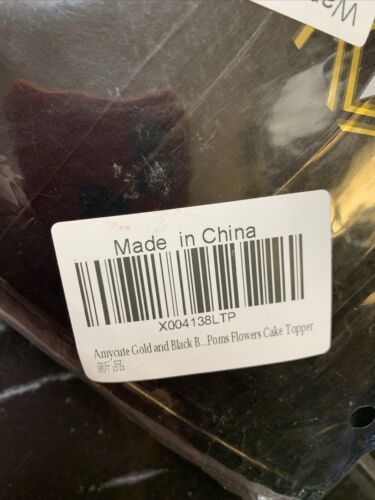 Made in China
X004138LTP
Amycute Gold and Black B...Poms Flowers Cake Topper
新品